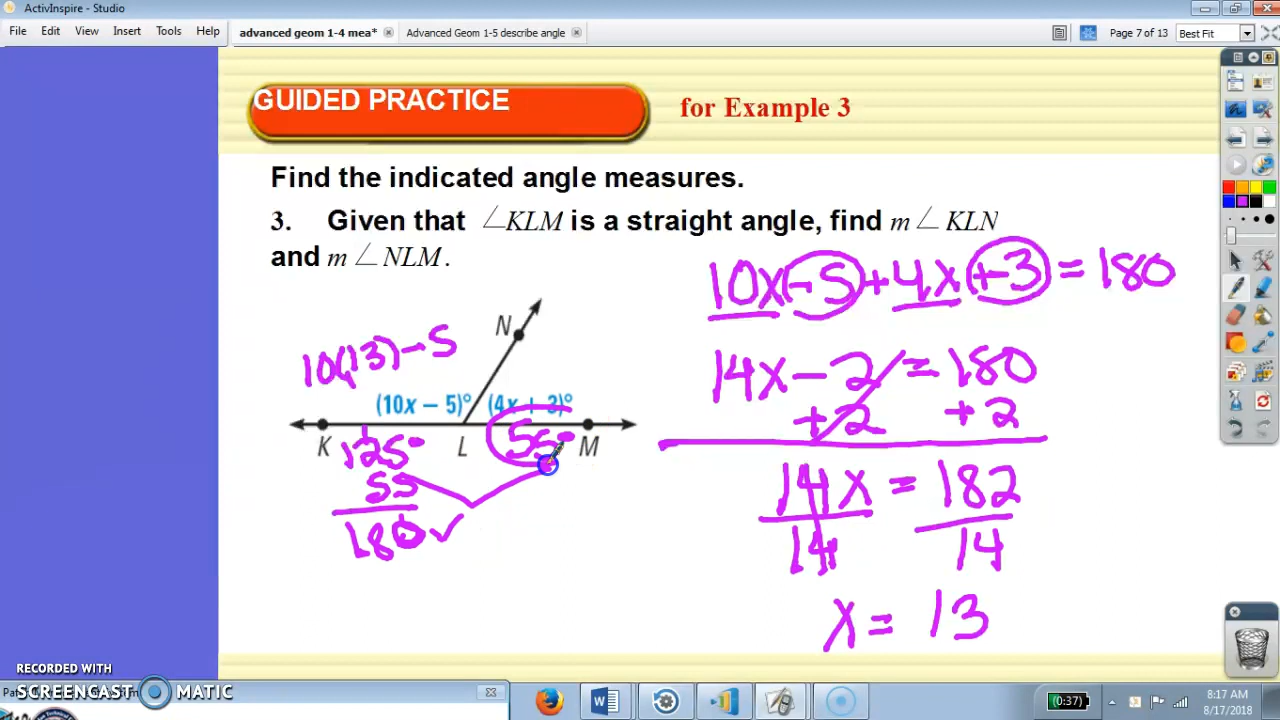 ActivInspire - Studio
File Edit View Insert Tools Help
advanced geom 1-4 mea*
Advanced Geom 1-5 describe angle
Page 7 of 13
Best Fit
GUIDED PRACTICE
for Example 3
Find the indicated angle measures.
3. Given that ∠KLM is a straight angle, find m∠KLN
and m∠NLM.
10x-5+4x+3=180
N
10(13)-5
14x-2=180
+2 +2
(10x – 5)° (4x + 3)°
K L M
125° 55°
55
180✓
14x = 182
14 14
x = 13
RECORDED WITH
SCREENCAST MATIC
(0:37)
8:17 AM
8/17/2018